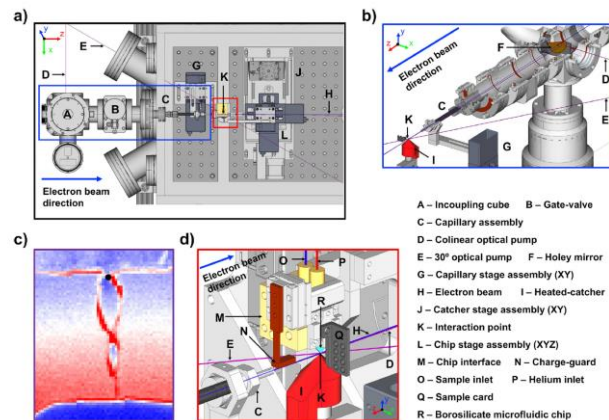 a)
y
x
z
E
D
G
K
J
H
A
B
C
L
Electron beam
direction
b)
y
z
x
Electron beam
direction
F
D
C
K
E
I
G
c)
d)
Electron beam
direction
O
P
R
M
Q
H
N
E
D
C
I
K
A – Incoupling cube B – Gate-valve
C – Capillary assembly
D – Colinear optical pump
E – 30º optical pump F – Holey mirror
G – Capillary stage assembly (XY)
H – Electron beam I – Heated-catcher
J – Catcher stage assembly (XY)
K – Interaction point
L – Chip stage assembly (XYZ)
M – Chip interface N – Charge-guard
O – Sample inlet P – Helium inlet
Q – Sample card
R – Borosilicate microfluidic chip